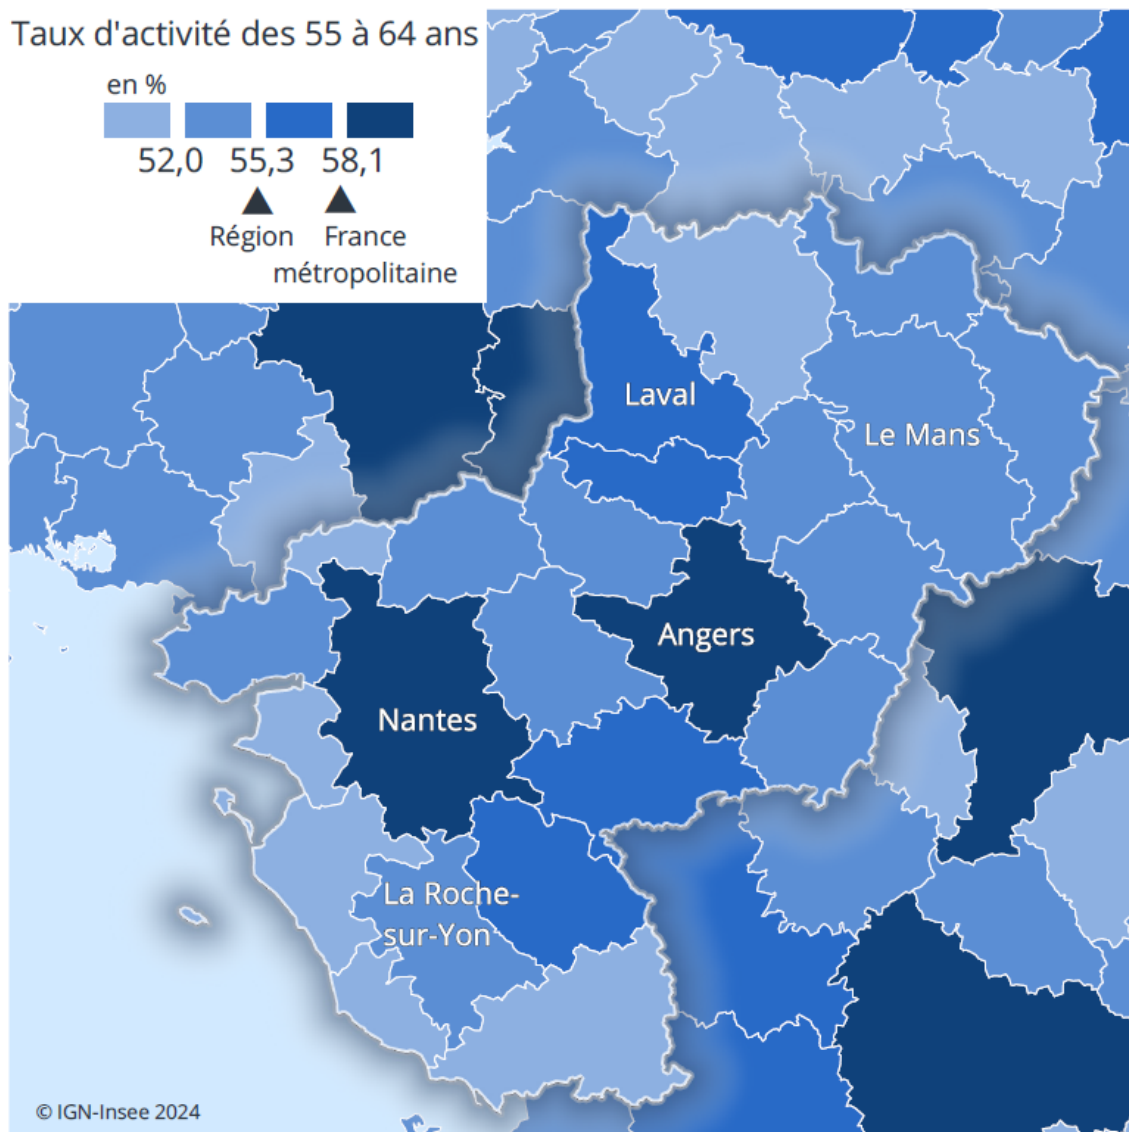 Taux d'activité des 55 à 64 ans
en %
52,0 55,3 58,1
Région France
métropolitaine
Laval
Le Mans
Angers
Nantes
La Roche-
sur-Yon
© IGN-Insee 2024